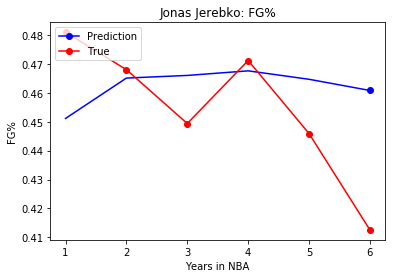 Jonas Jerebko: FG%
Prediction
True
0.48
0.47
0.46
0.45
0.44
0.43
0.42
0.41
FG%
1 2 3 4 5 6
Years in NBA